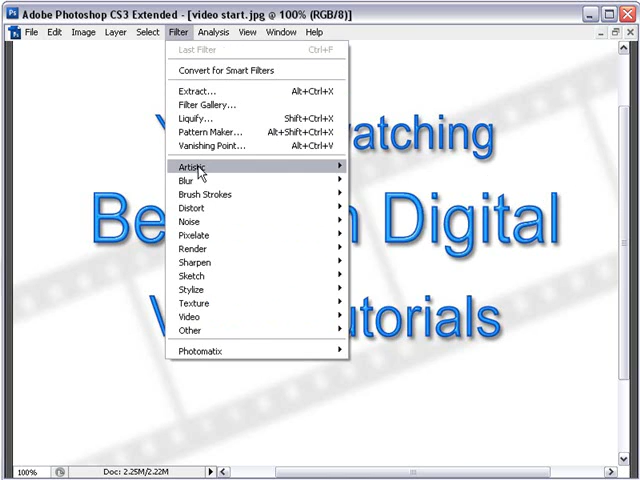 Adobe Photoshop CS3 Extended - [video start.jpg @ 100% (RGB/8)]
File Edit Image Layer Select Filter Analysis View Window Help
Last Filter Ctrl+F
Convert for Smart Filters
Extract... Alt+Ctrl+X
Filter Gallery...
Liquify... Shift+Ctrl+X
Pattern Maker... Alt+Shift+Ctrl+X
Vanishing Point... Alt+Ctrl+V
Artistic
Blur
Brush Strokes
Distort
Noise
Pixelate
Render
Sharpen
Sketch
Stylize
Texture
Video
Other
Photomatix
atching
Be n Digital
utorials
100% Doc: 2.25M/2.22M